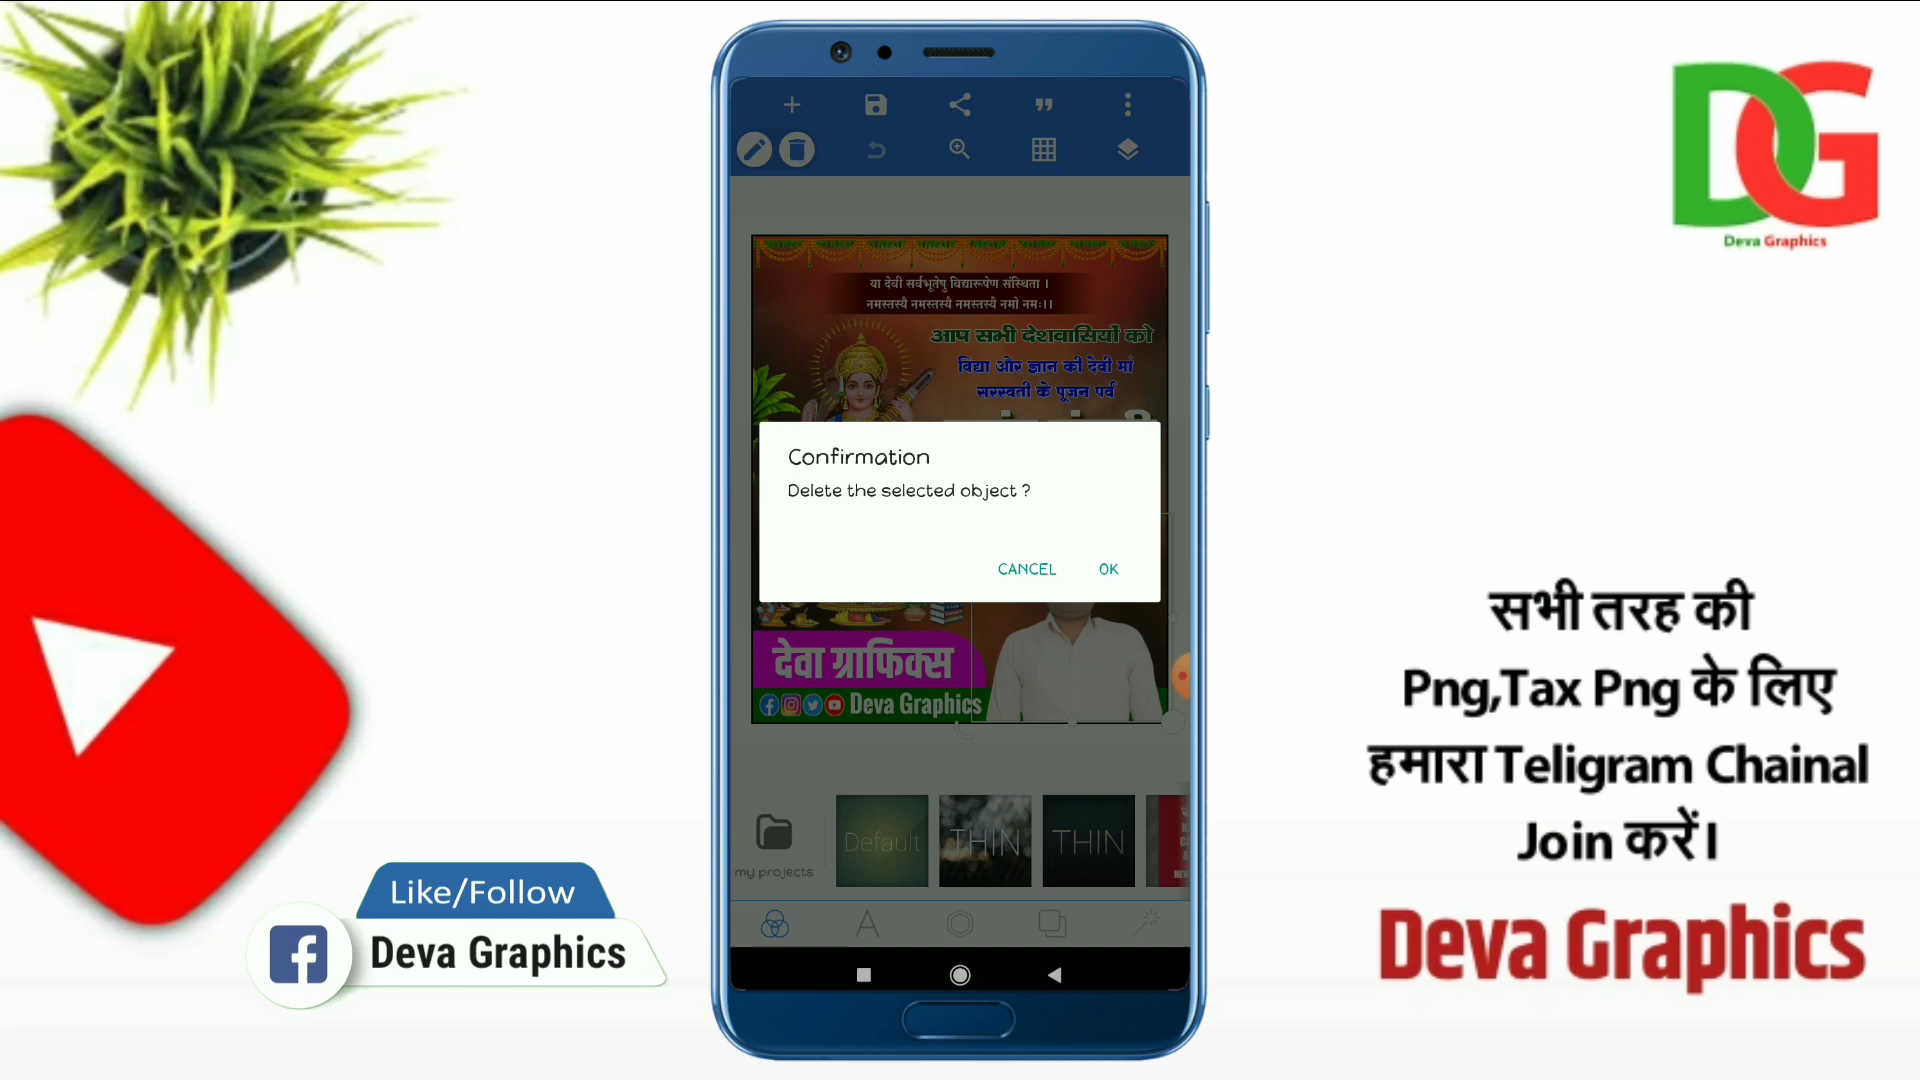 या देवी सर्वभूतेषु विद्यारूपेण संस्थिता ।
नमस्तस्यै नमस्तस्यै नमस्तस्यै नमो नमः।।
आप सभी देशवासियों को
विद्या और ज्ञान की देवी मां
सरस्वती के पूजन पर्व
Confirmation
Delete the selected object ?
CANCEL
OK
देवा ग्राफिक्स
Deva Graphics
my projects
Default
THIN
THIN
DG
Deva Graphics
सभी तरह की
Png,Tax Png के लिए
हमारा Teligram Chainal
Join करें।
Deva Graphics
Like/Follow
Deva Graphics